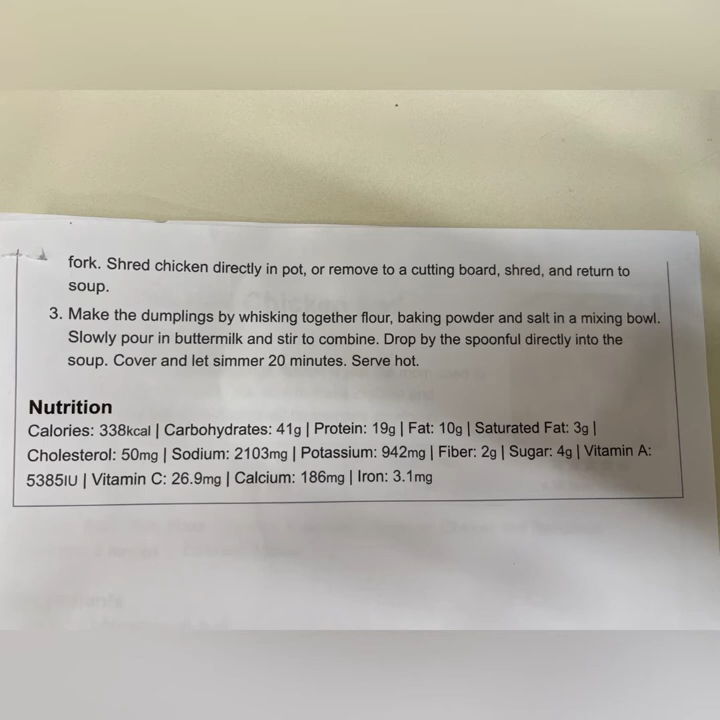 fork. Shred chicken directly in pot, or remove to a cutting board, shred, and return to
soup.
3. Make the dumplings by whisking together flour, baking powder and salt in a mixing bowl.
Slowly pour in buttermilk and stir to combine. Drop by the spoonful directly into the
soup. Cover and let simmer 20 minutes. Serve hot.
Nutrition
Calories: 338kcal | Carbohydrates: 41g | Protein: 19g | Fat: 10g | Saturated Fat: 3g |
Cholesterol: 50mg | Sodium: 2103mg | Potassium: 942mg | Fiber: 2g | Sugar: 4g | Vitamin A:
5385IU | Vitamin C: 26.9mg | Calcium: 186mg | Iron: 3.1mg